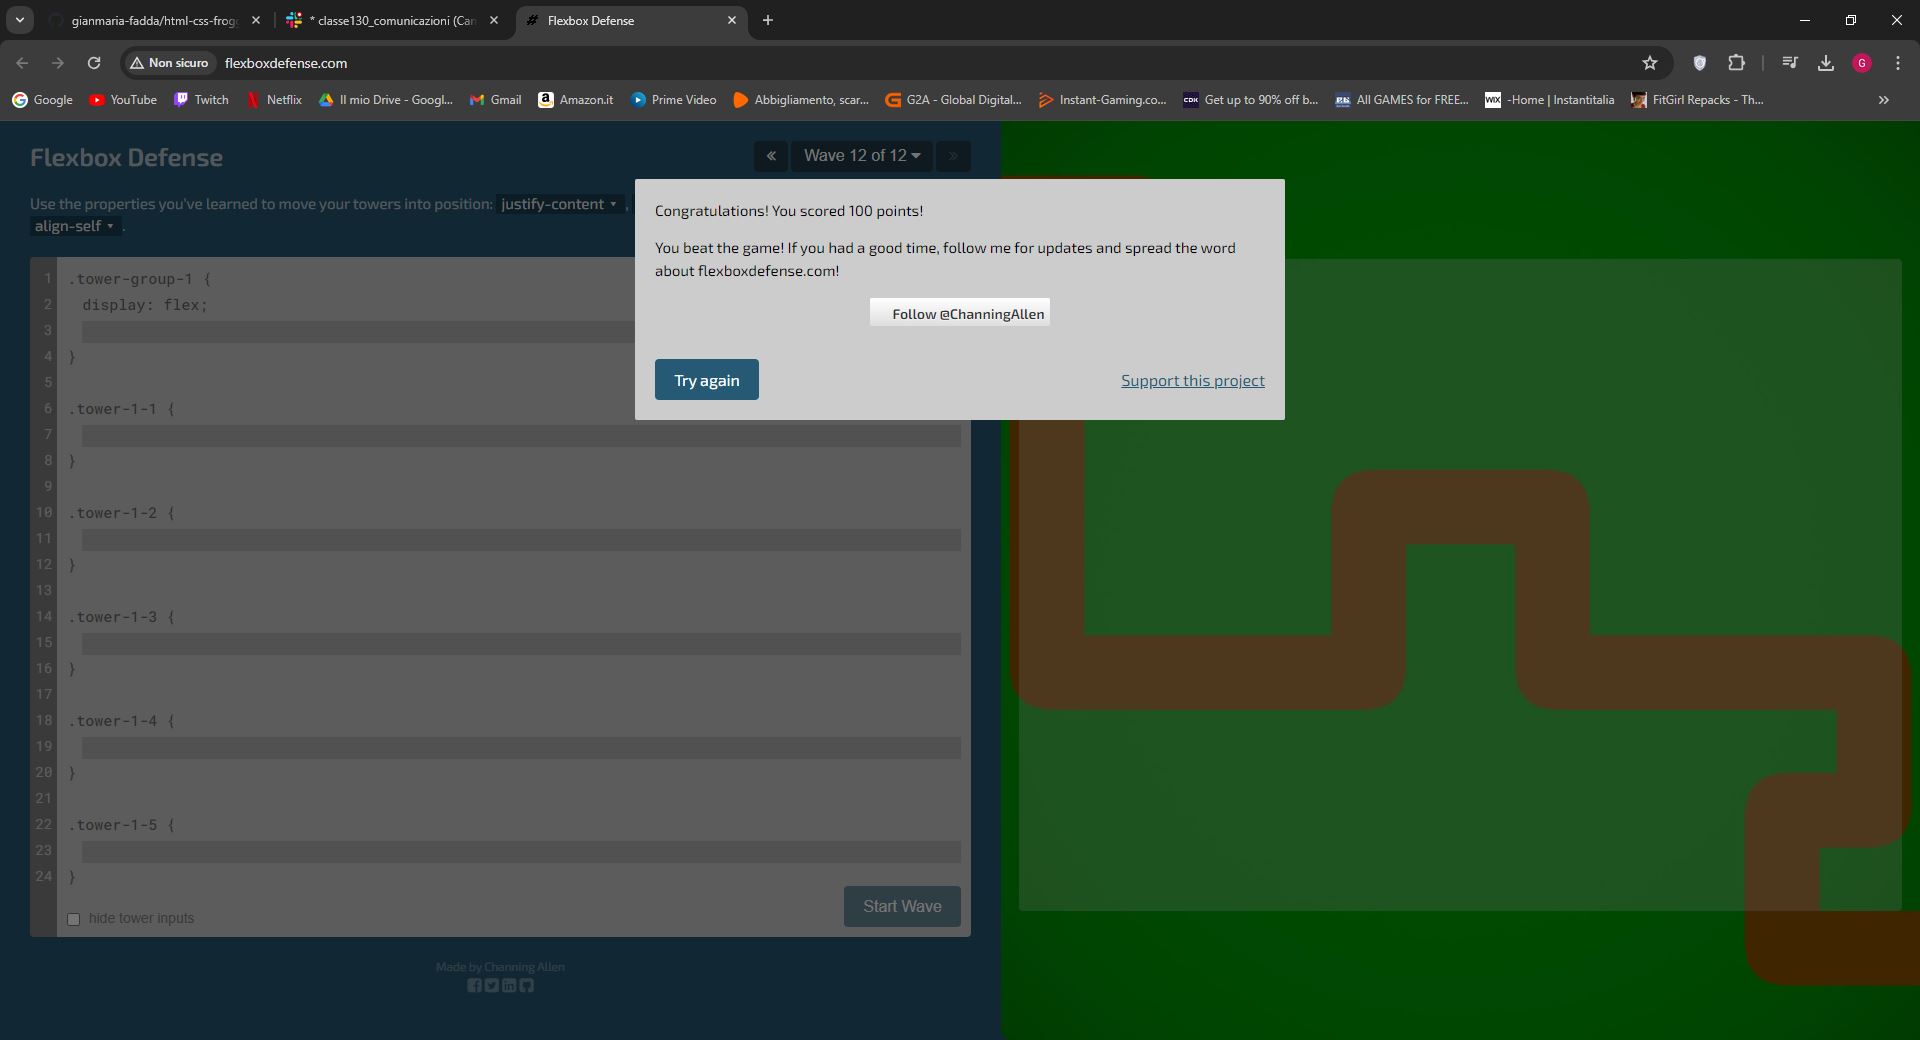 gianmaria-fadda/html-css-frog
* classe130_comunicazioni (Can
Flexbox Defense
Non sicuro
flexboxdefense.com
G
Google
YouTube
Twitch
Netflix
Il mio Drive - Googl...
Gmail
Amazon.it
Prime Video
Abbigliamento, scar...
G2A - Global Digital...
Instant-Gaming.co...
CDK
Get up to 90% off b...
All GAMES for FREE...
WIX
-Home | Instantitalia
FitGirl Repacks - Th...
Flexbox Defense
« Wave 12 of 12 »
Use the properties you've learned to move your towers into position: justify-content ,
align-self .
1 .tower-group-1 {
2 display: flex;
3
4 }
5
6 .tower-1-1 {
7
8 }
9
10 .tower-1-2 {
11
12 }
13
14 .tower-1-3 {
15
16 }
17
18 .tower-1-4 {
19
20 }
21
22 .tower-1-5 {
23
24 }
hide tower inputs
Start Wave
Made by Channing Allen
Congratulations! You scored 100 points!
You beat the game! If you had a good time, follow me for updates and spread the word
about flexboxdefense.com!
Follow @ChanningAllen
Try again
Support this project